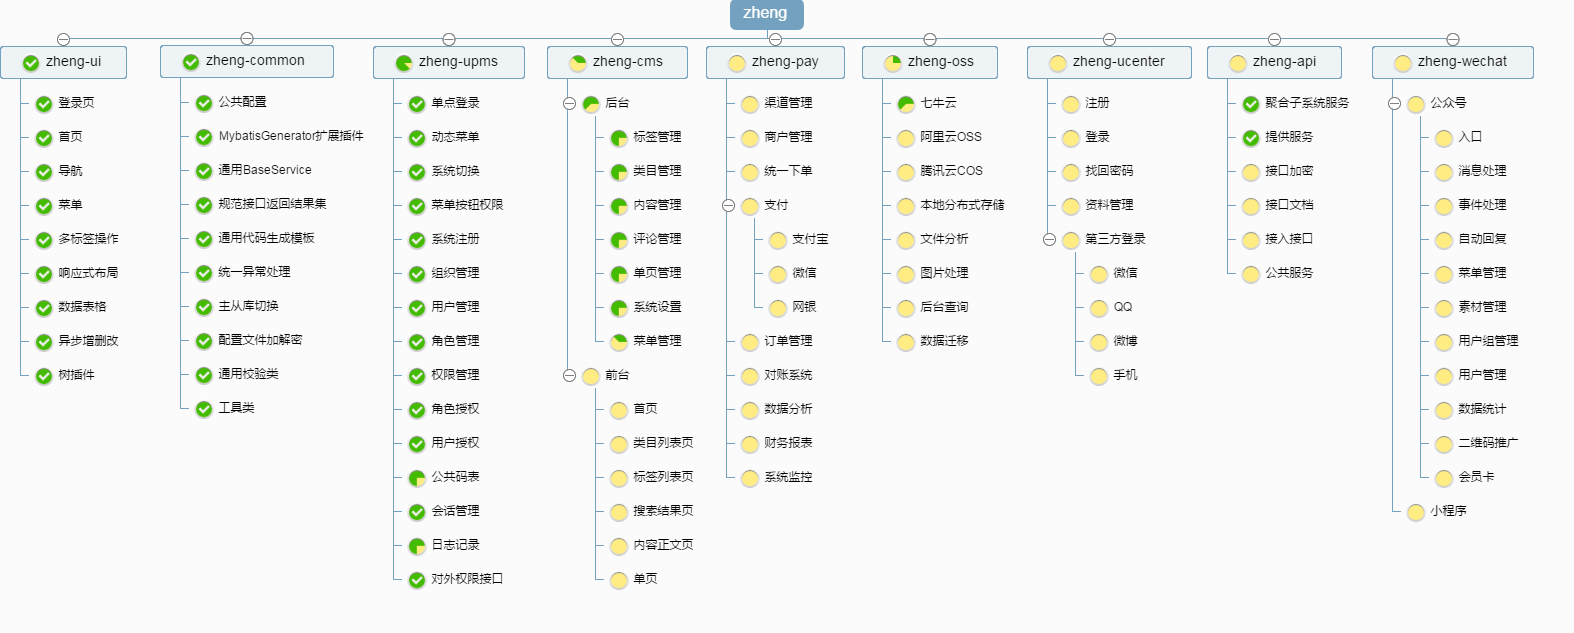 zheng
zheng-ui
登录页
首页
导航
菜单
多标签操作
响应式布局
数据表格
异步增删改
树插件
zheng-common
公共配置
MybatisGenerator扩展插件
通用BaseService
规范接口返回结果集
通用代码生成模板
统一异常处理
主从库切换
配置文件加解密
通用校验类
工具类
zheng-upms
单点登录
动态菜单
系统切换
菜单按钮权限
系统注册
组织管理
用户管理
角色管理
权限管理
角色授权
用户授权
公共码表
会话管理
日志记录
对外权限接口
zheng-cms
后台
标签管理
类目管理
内容管理
评论管理
单页管理
系统设置
菜单管理
前台
首页
类目列表页
标签列表页
搜索结果页
内容正文页
单页
zheng-pay
渠道管理
商户管理
统一下单
支付
支付宝
微信
网银
订单管理
对账系统
数据分析
财务报表
系统监控
zheng-oss
七牛云
阿里云OSS
腾讯云COS
本地分布式存储
文件分析
图片处理
后台查询
数据迁移
zheng-ucenter
注册
登录
找回密码
资料管理
第三方登录
微信
QQ
微博
手机
zheng-api
聚合子系统服务
提供服务
接口加密
接口文档
接入接口
公共服务
zheng-wechat
公众号
入口
消息处理
事件处理
自动回复
菜单管理
素材管理
用户组管理
用户管理
数据统计
二维码推广
会员卡
小程序